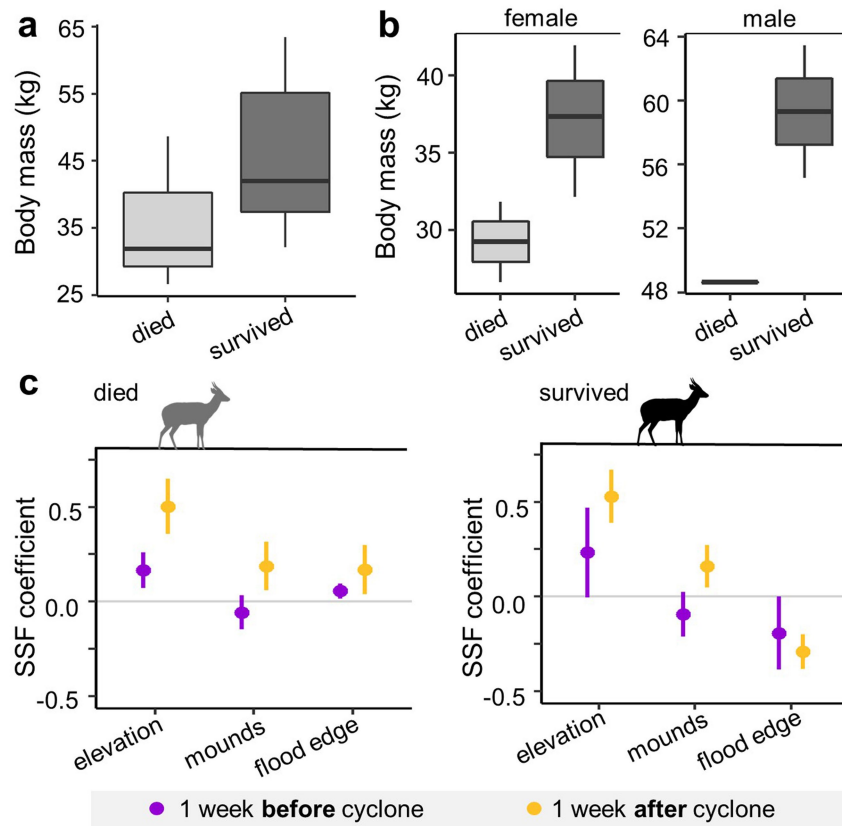 a
65
55
45
35
25
Body mass (kg)
died
survived
b
female
male
40
35
30
Body mass (kg)
died
survived
64
60
56
52
48
died
survived
c
died
survived
0.5
0.0
-0.5
SSF coefficient
elevation
mounds
flood edge
0.5
0.0
-0.5
SSF coefficient
elevation
mounds
flood edge
1 week before cyclone
1 week after cyclone